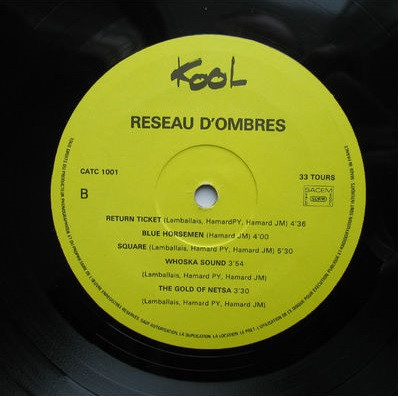 KOOL
RESEAU D'OMBRES
CATC 1001
33 TOURS
B
SACEM
RETURN TICKET (Lamballais, HamardPY, Hamard JM) 4'36
BLUE HORSEMEN (Hamard JM) 4'00
SQUARE (Lamballais, Hamard PY, Hamard JM) 5'30
WHOSKA SOUND 3'54
(Lamballais, Hamard PY, Hamard JM)
THE GOLD OF NETSA 3'30
(Lamballais, Hamard PY, Hamard JM)